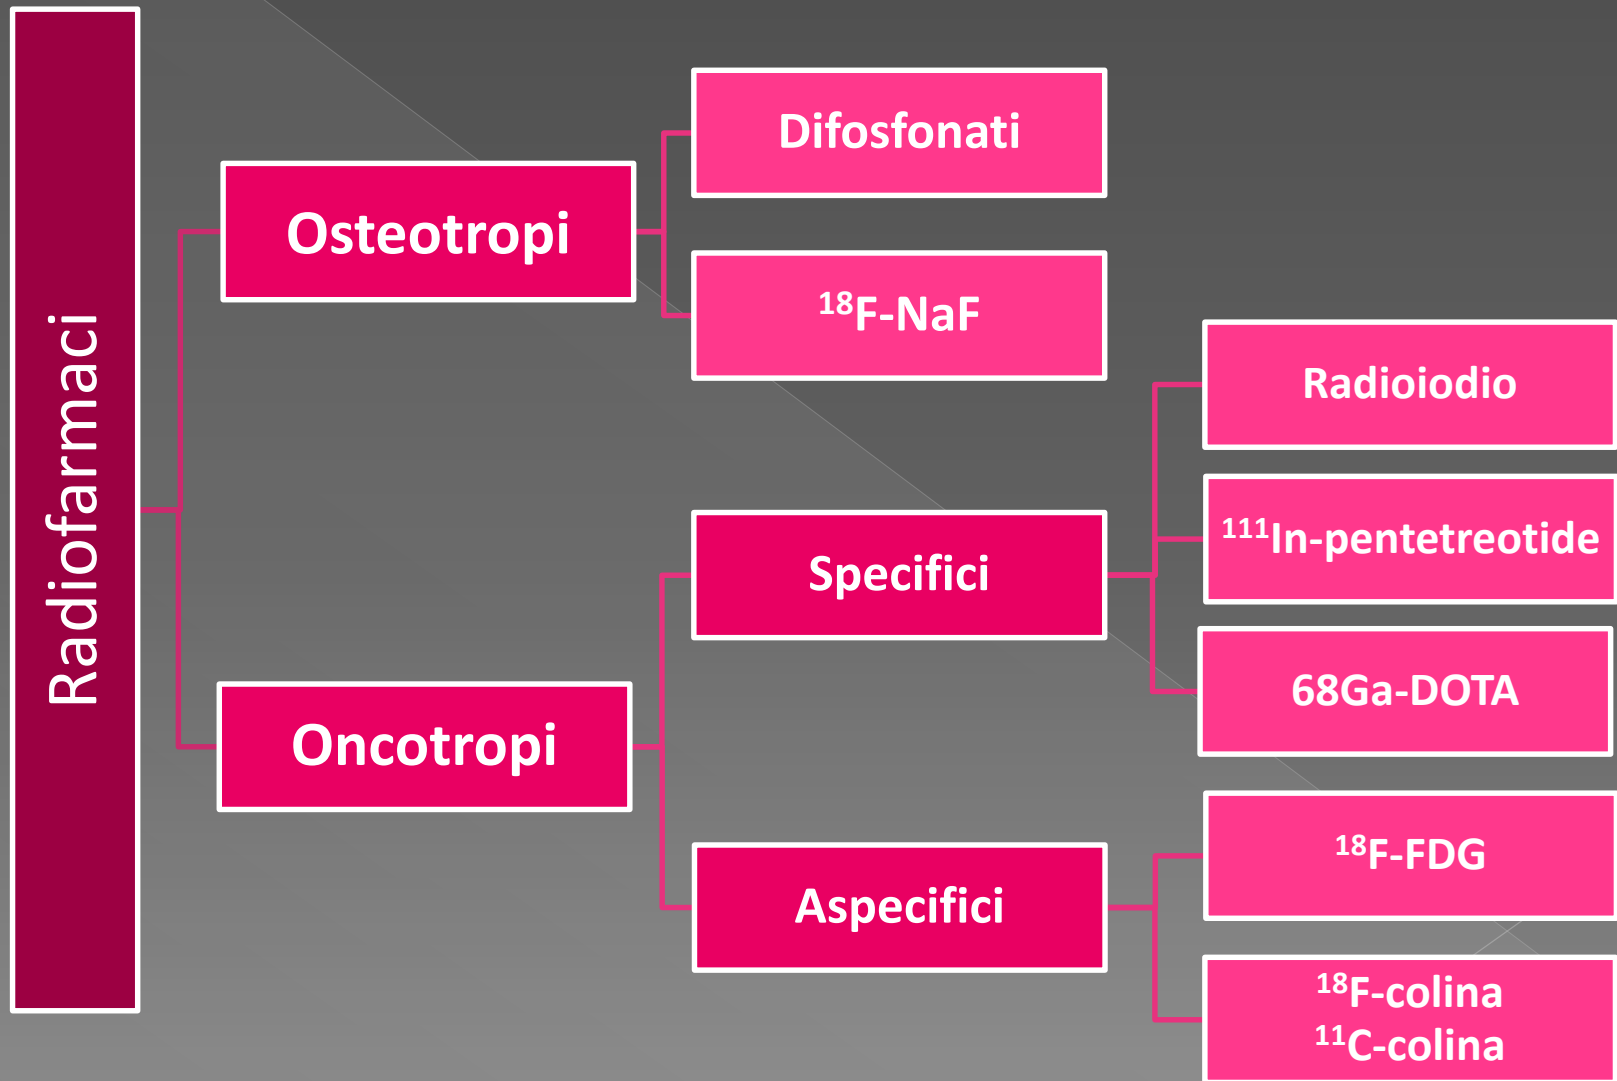 Radiofarmaci
Osteotropi
Difosfonati
¹⁸F-NaF
Oncotropi
Specifici
Radioiodio
¹¹¹In-pentetreotide
68Ga-DOTA
Aspecifici
¹⁸F-FDG
¹⁸F-colina
¹¹C-colina